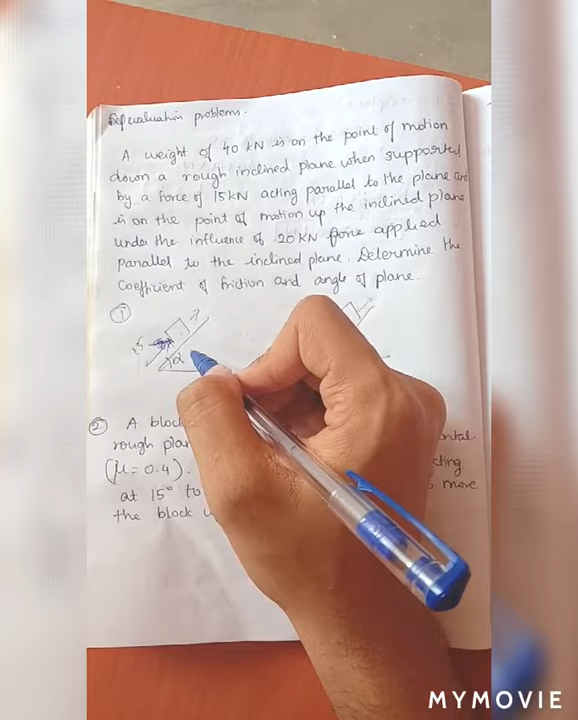 Self evaluation problems-
A weight of 40 kN is on the point of motion
down a rough inclined plane when supported
by a force of 15kN acting parallel to the plane and
is on the point of motion up the inclined plane
under the influence of 20 kN force applied
parallel to the inclined plane. Determine the
Coefficient of friction and angle of plane.
①
15
α
② A block
rough plan
(μ = 0.4).
at 15° to
the block u
ontal
cting
move
MYMOVIE